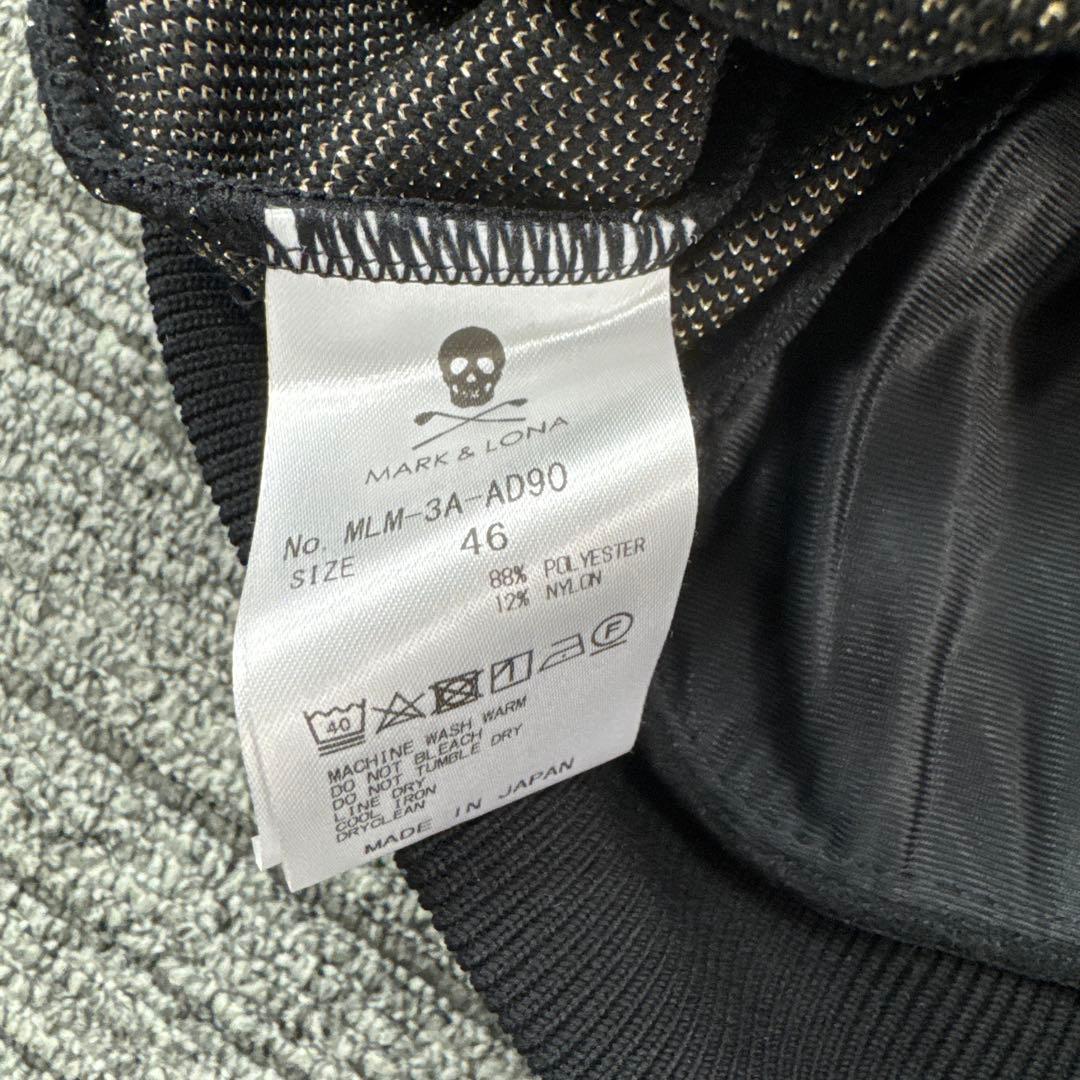 MARK & LONA
No. MLM-3A-AD90
SIZE 46
88% POLYESTER
12% NYLON
40 F
MACHINE WASH WARM
DO NOT BLEACH
DO NOT TUMBLE DRY
LINE DRY
COOL IRON
DRYCLEAN
MADE IN JAPAN